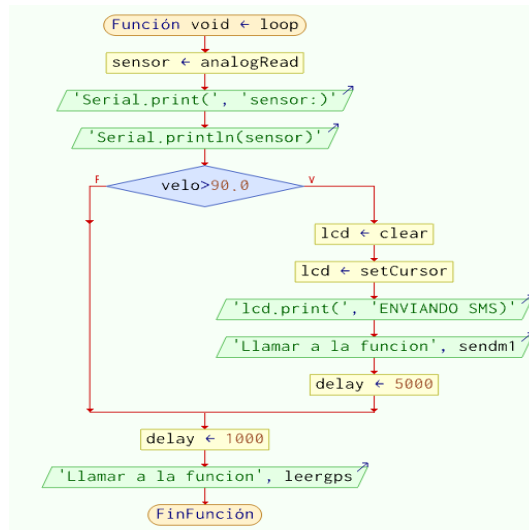 Función void ← loop
sensor ← analogRead
'Serial.print(', 'sensor:)'
'Serial.println(sensor)'
F
velo>90.0
V
lcd ← clear
lcd ← setCursor
'lcd.print(', 'ENVIANDO SMS)'
'Llamar a la funcion', sendm1
delay ← 5000
delay ← 1000
'Llamar a la funcion', leergps
FinFunción